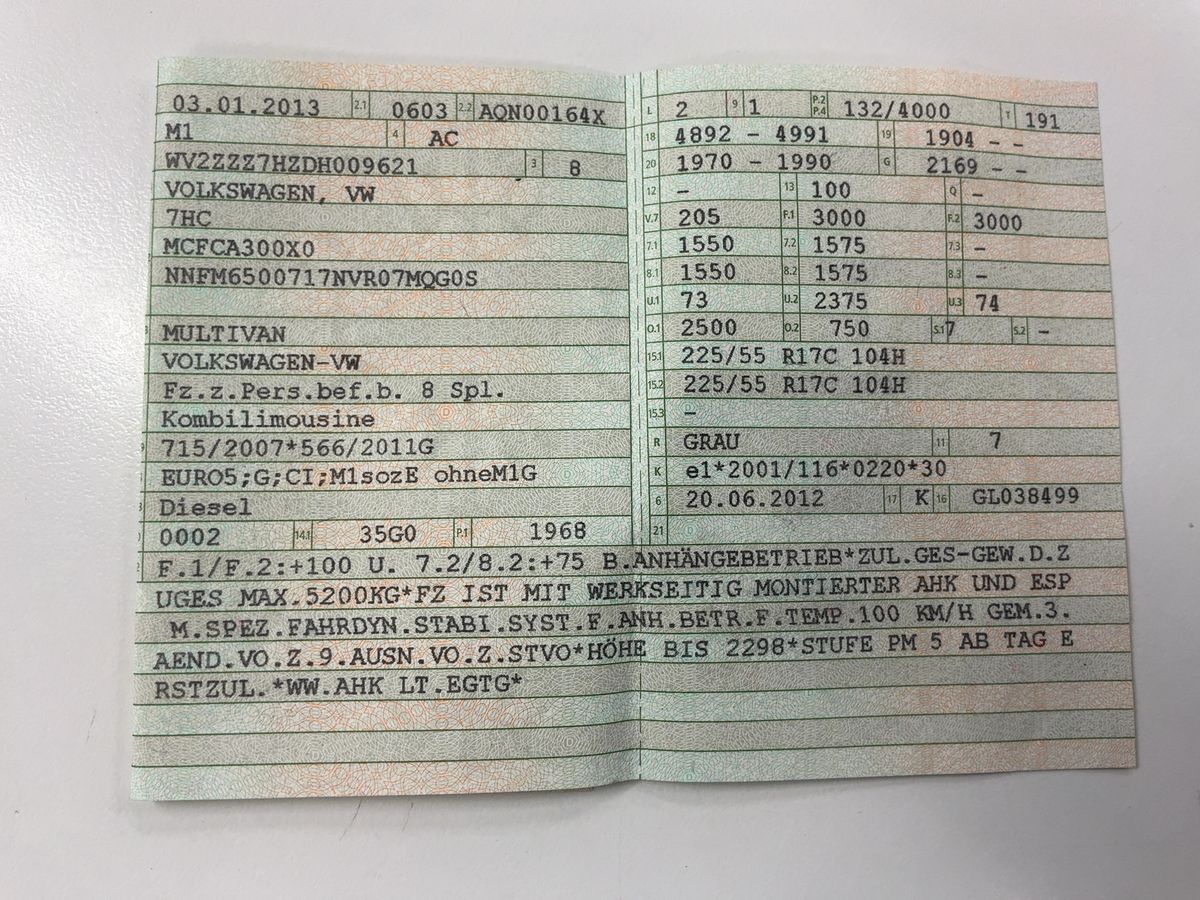 03.01.2013 2.1 0603 2.2 AQN00164X
M1 4 AC
WV2ZZZ7HZDH009621 3 8
VOLKSWAGEN, VW
7HC
MCFCA300X0
NNFM6500717NVR07MQG0S
MULTIVAN
VOLKSWAGEN-VW
Fz.z.Pers.bef.b. 8 Spl.
Kombilimousine
715/2007*566/2011G
EURO5;G;CI;M1sozE ohneM1G
Diesel
0002 14.1 35G0 P.1 1968
L 2 9 1 P.2 P.4 132/4000 T 191
18 4892 - 4991 19 1904 - -
20 1970 - 1990 G 2169 - -
12 - 13 100 Q -
V.7 205 F.1 3000 F.2 3000
7.1 1550 7.2 1575 7.3 -
8.1 1550 8.2 1575 8.3 -
U.1 73 U.2 2375 U.3 74
O.1 2500 O.2 750 S.1 7 S.2 -
15.1 225/55 R17C 104H
15.2 225/55 R17C 104H
15.3 -
R GRAU 11 7
K e1*2001/116*0220*30
6 20.06.2012 17 K 16 GL038499
21
F.1/F.2:+100 U. 7.2/8.2:+75 B.ANHÄNGEBETRIEB*ZUL.GES-GEW.D.Z
UGES MAX.5200KG*FZ IST MIT WERKSEITIG MONTIERTER AHK UND ESP
M.SPEZ.FAHRDYN.STABI.SYST.F.ANH.BETR.F.TEMP.100 KM/H GEM.3.
AEND.VO.Z.9.AUSN.VO.Z.STVO*HÖHE BIS 2298*STUFE PM 5 AB TAG E
RSTZUL.*WW.AHK LT.EGTG*